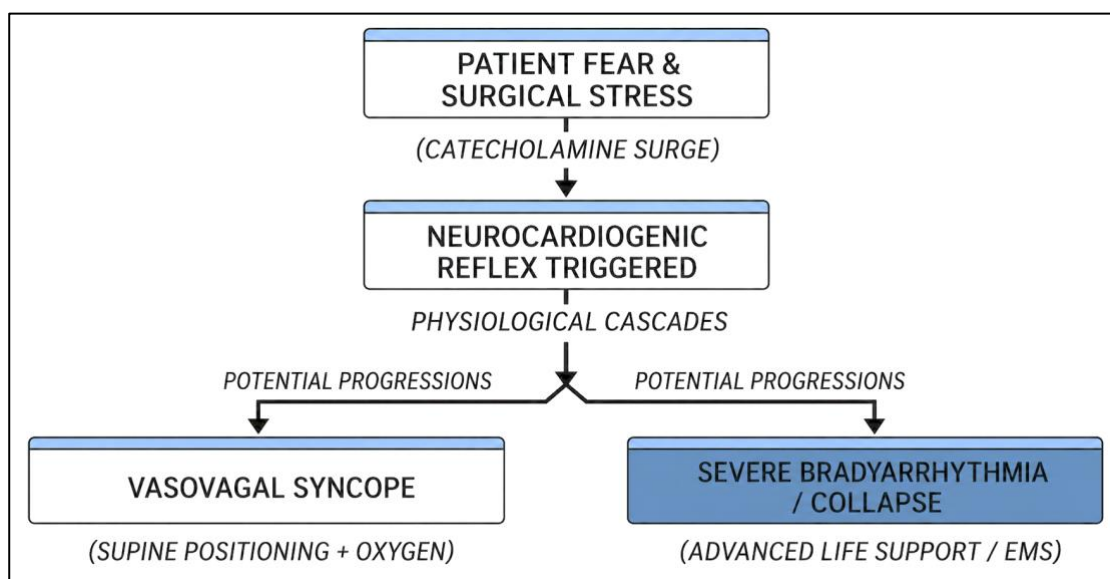 PATIENT FEAR &
SURGICAL STRESS
(CATECHOLAMINE SURGE)
NEUROCARDIOGENIC
REFLEX TRIGGERED
PHYSIOLOGICAL CASCADES
POTENTIAL PROGRESSIONS
POTENTIAL PROGRESSIONS
VASOVAGAL SYNCOPE
(SUPINE POSITIONING + OXYGEN)
SEVERE BRADYARRHYTHMIA
/ COLLAPSE
(ADVANCED LIFE SUPPORT / EMS)